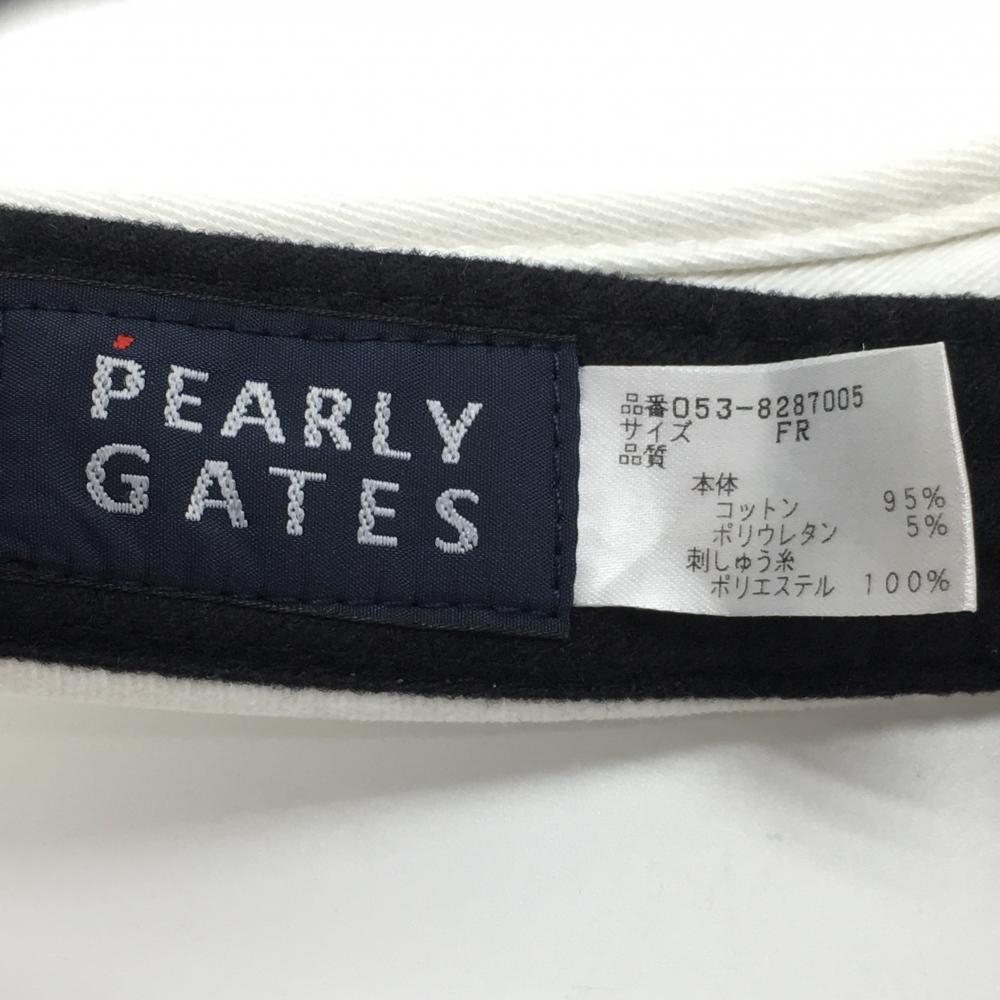 PEARLY
GATES
品番053-8287005
サイズ FR
品質
本体
コットン 95%
ポリウレタン 5%
刺しゅう糸
ポリエステル 100%